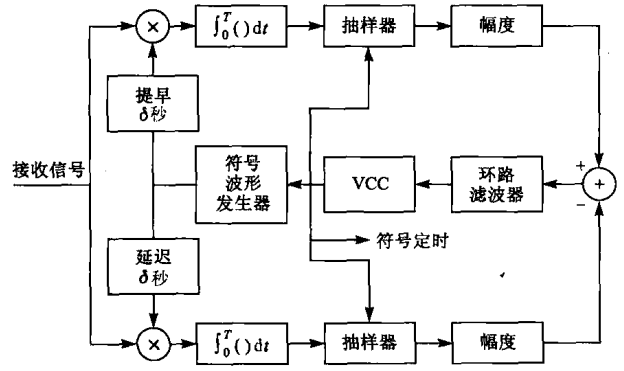 × ∫₀ᵀ( )dt 抽样器 幅度
提早
δ秒
接收信号
符号
波形
发生器
VCC
环路
滤波器
+
+
−
符号定时
延迟
δ秒
× ∫₀ᵀ( )dt 抽样器 幅度